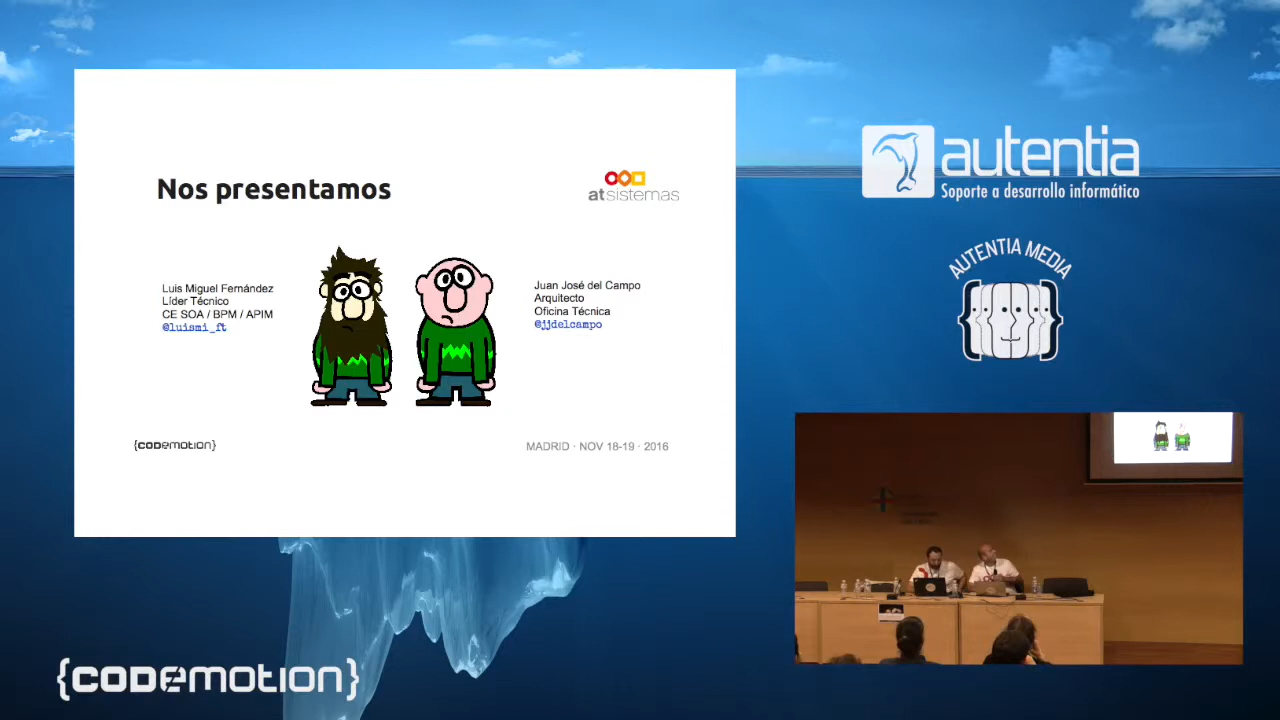 Nos presentamos
atsistemas
Luis Miguel Fernández
Líder Técnico
CE SOA / BPM / APIM
@luismi_ft
Juan José del Campo
Arquitecto
Oficina Técnica
@jjdelcampo
{CODEmotion}
MADRID · NOV 18-19 · 2016
autentia
Soporte a desarrollo informático
AUTENTIA MEDIA
{CODEmotion}